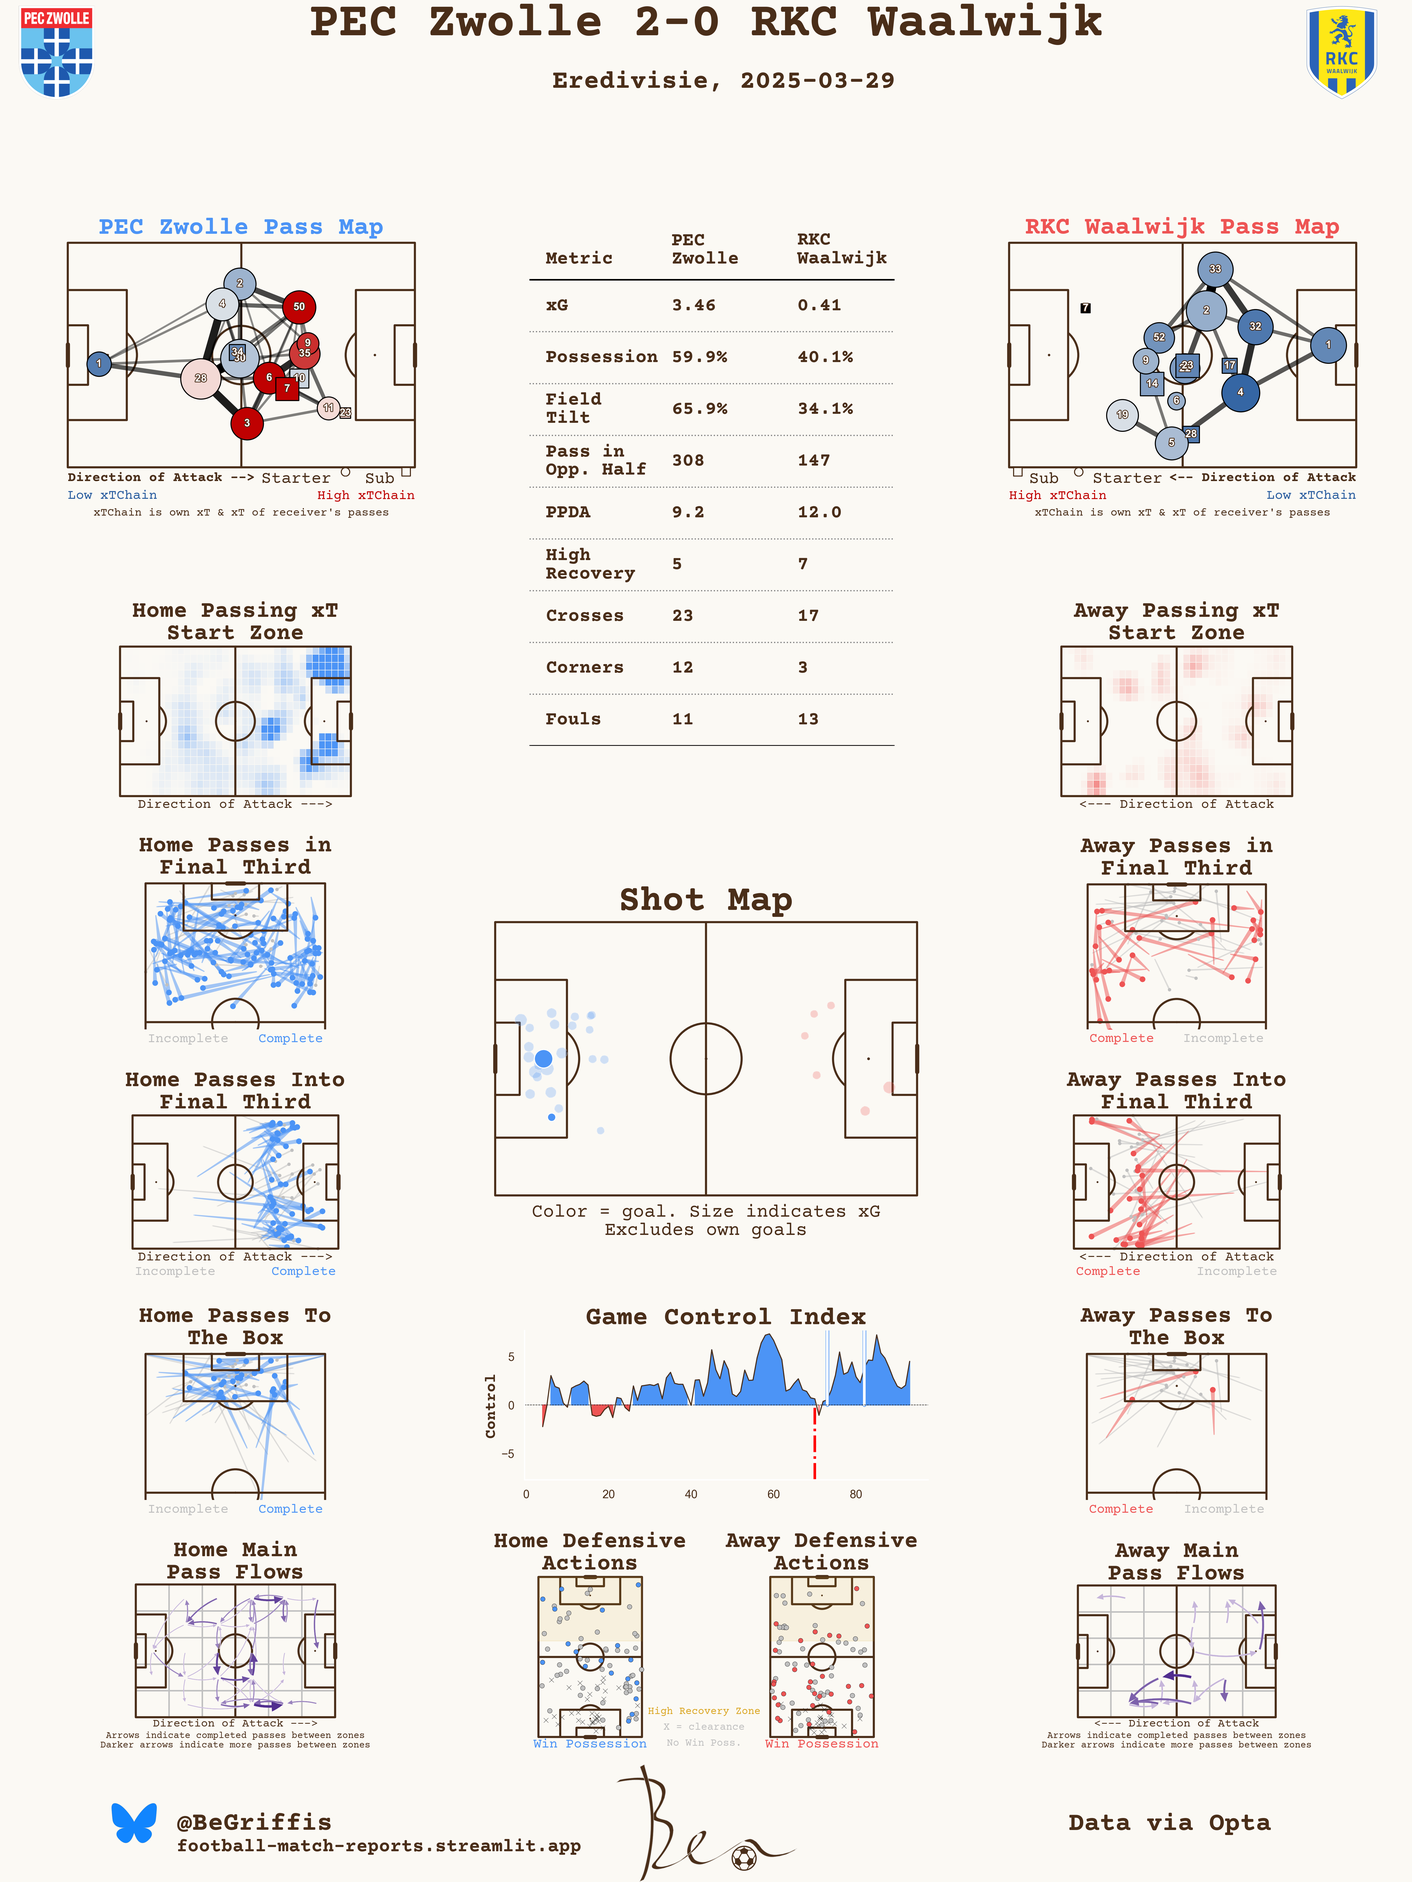 PEC Zwolle 2-0 RKC Waalwijk
Eredivisie, 2025-03-29
PEC ZWOLLE
RKC
WAALWIJK
PEC Zwolle Pass Map
2
4
50
9
35
34
1
28
6
10
7
11
23
3
Direction of Attack --> Starter Sub
Low xTChain High xTChain
xTChain is own xT & xT of receiver's passes
Metric PEC Zwolle RKC Waalwijk
xG 3.46 0.41
Possession 59.9% 40.1%
Field Tilt 65.9% 34.1%
Pass in Opp. Half 308 147
PPDA 9.2 12.0
High Recovery 5 7
Crosses 23 17
Corners 12 3
Fouls 11 13
RKC Waalwijk Pass Map
33
7
2
32
52
1
9
23
17
14
4
6
19
28
5
Sub Starter <-- Direction of Attack
High xTChain Low xTChain
xTChain is own xT & xT of receiver's passes
Home Passing xT
Start Zone
Direction of Attack --->
Away Passing xT
Start Zone
<--- Direction of Attack
Home Passes in
Final Third
Incomplete Complete
Away Passes in
Final Third
Complete Incomplete
Shot Map
Color = goal. Size indicates xG
Excludes own goals
Home Passes Into
Final Third
Direction of Attack --->
Incomplete Complete
Away Passes Into
Final Third
<--- Direction of Attack
Complete Incomplete
Home Passes To
The Box
Incomplete Complete
Game Control Index
Control
5
0
−5
0 20 40 60 80
Away Passes To
The Box
Complete Incomplete
Home Main
Pass Flows
Direction of Attack --->
Arrows indicate completed passes between zones
Darker arrows indicate more passes between zones
Home Defensive
Actions
Win Possession
High Recovery Zone
X = clearance
No Win Poss.
Away Defensive
Actions
Win Possession
Away Main
Pass Flows
<--- Direction of Attack
Arrows indicate completed passes between zones
Darker arrows indicate more passes between zones
@BeGriffis
football-match-reports.streamlit.app
Ben
Data via Opta